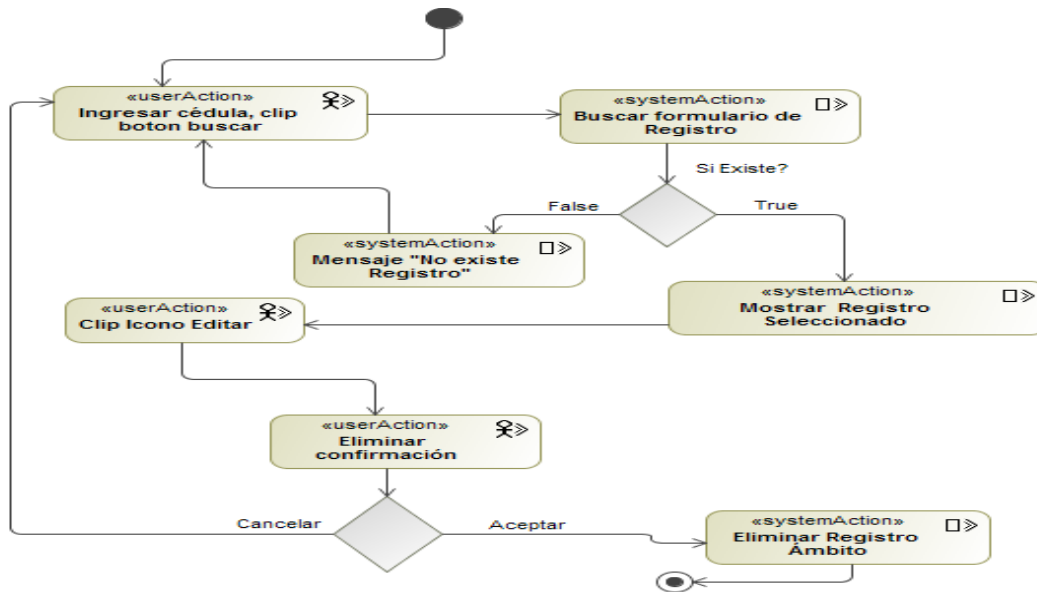 «userAction»
Ingresar cédula, clip
boton buscar
«systemAction»
Buscar formulario de
Registro
Si Existe?
False
True
«systemAction»
Mensaje "No existe
Registro"
«systemAction»
Mostrar Registro
Seleccionado
«userAction»
Clip Icono Editar
«userAction»
Eliminar
confirmación
Cancelar
Aceptar
«systemAction»
Eliminar Registro
Ámbito